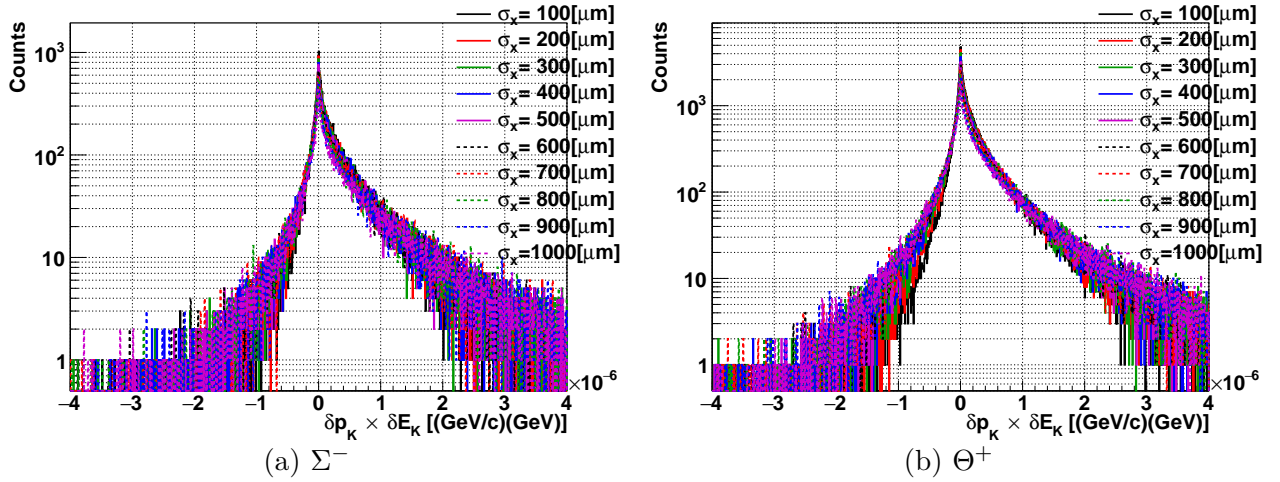 Counts
10³
10²
10
1
σx= 100[μm]
σx= 200[μm]
σx= 300[μm]
σx= 400[μm]
σx= 500[μm]
σx= 600[μm]
σx= 700[μm]
σx= 800[μm]
σx= 900[μm]
σx=1000[μm]
×10⁻⁶
−4 −3 −2 −1 0 1 2 3 4
δpK × δEK [(GeV/c)(GeV)]
(a) Σ⁻
Counts
10³
10²
10
1
σx= 100[μm]
σx= 200[μm]
σx= 300[μm]
σx= 400[μm]
σx= 500[μm]
σx= 600[μm]
σx= 700[μm]
σx= 800[μm]
σx= 900[μm]
σx=1000[μm]
×10⁻⁶
−4 −3 −2 −1 0 1 2 3 4
δpK × δEK [(GeV/c)(GeV)]
(b) Θ⁺